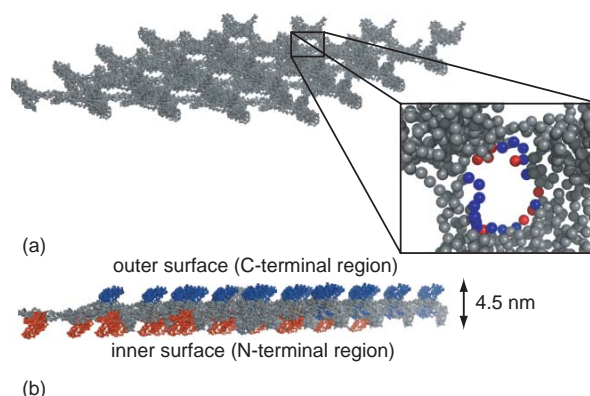 (a)
outer surface (C-terminal region)
4.5 nm
inner surface (N-terminal region)
(b)